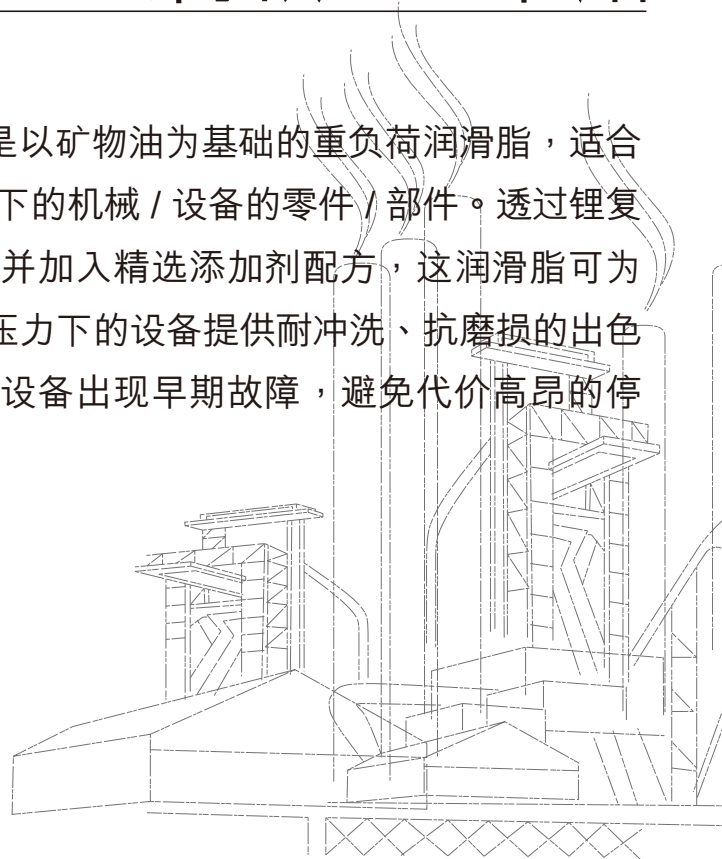 是以矿物油为基础的重负荷润滑脂，适合
下的机械 / 设备的零件 / 部件。透过锂复
并加入精选添加剂配方，这润滑脂可为
压力下的设备提供耐冲洗、抗磨损的出色
设备出现早期故障，避免代价高昂的停